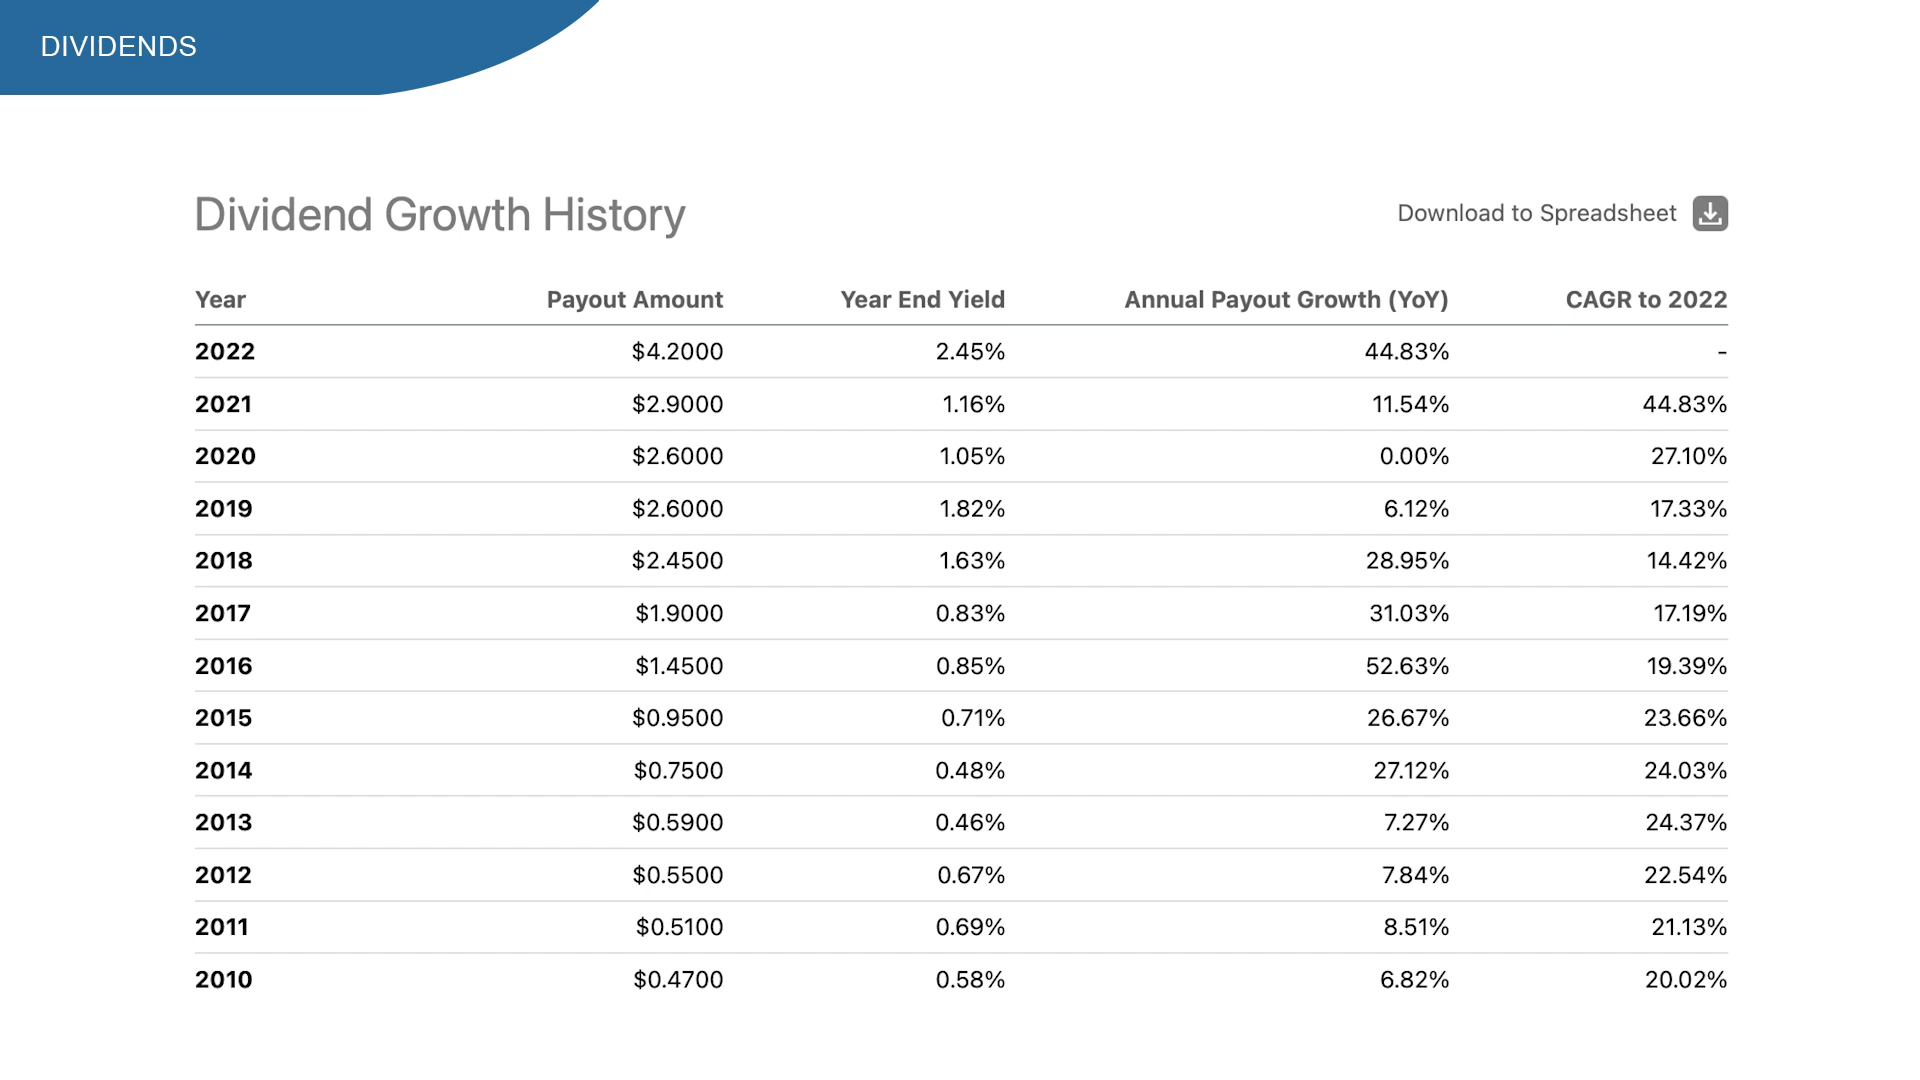 DIVIDENDS
Dividend Growth History
Download to Spreadsheet
Year Payout Amount Year End Yield Annual Payout Growth (YoY) CAGR to 2022
2022 $4.2000 2.45% 44.83% -
2021 $2.9000 1.16% 11.54% 44.83%
2020 $2.6000 1.05% 0.00% 27.10%
2019 $2.6000 1.82% 6.12% 17.33%
2018 $2.4500 1.63% 28.95% 14.42%
2017 $1.9000 0.83% 31.03% 17.19%
2016 $1.4500 0.85% 52.63% 19.39%
2015 $0.9500 0.71% 26.67% 23.66%
2014 $0.7500 0.48% 27.12% 24.03%
2013 $0.5900 0.46% 7.27% 24.37%
2012 $0.5500 0.67% 7.84% 22.54%
2011 $0.5100 0.69% 8.51% 21.13%
2010 $0.4700 0.58% 6.82% 20.02%